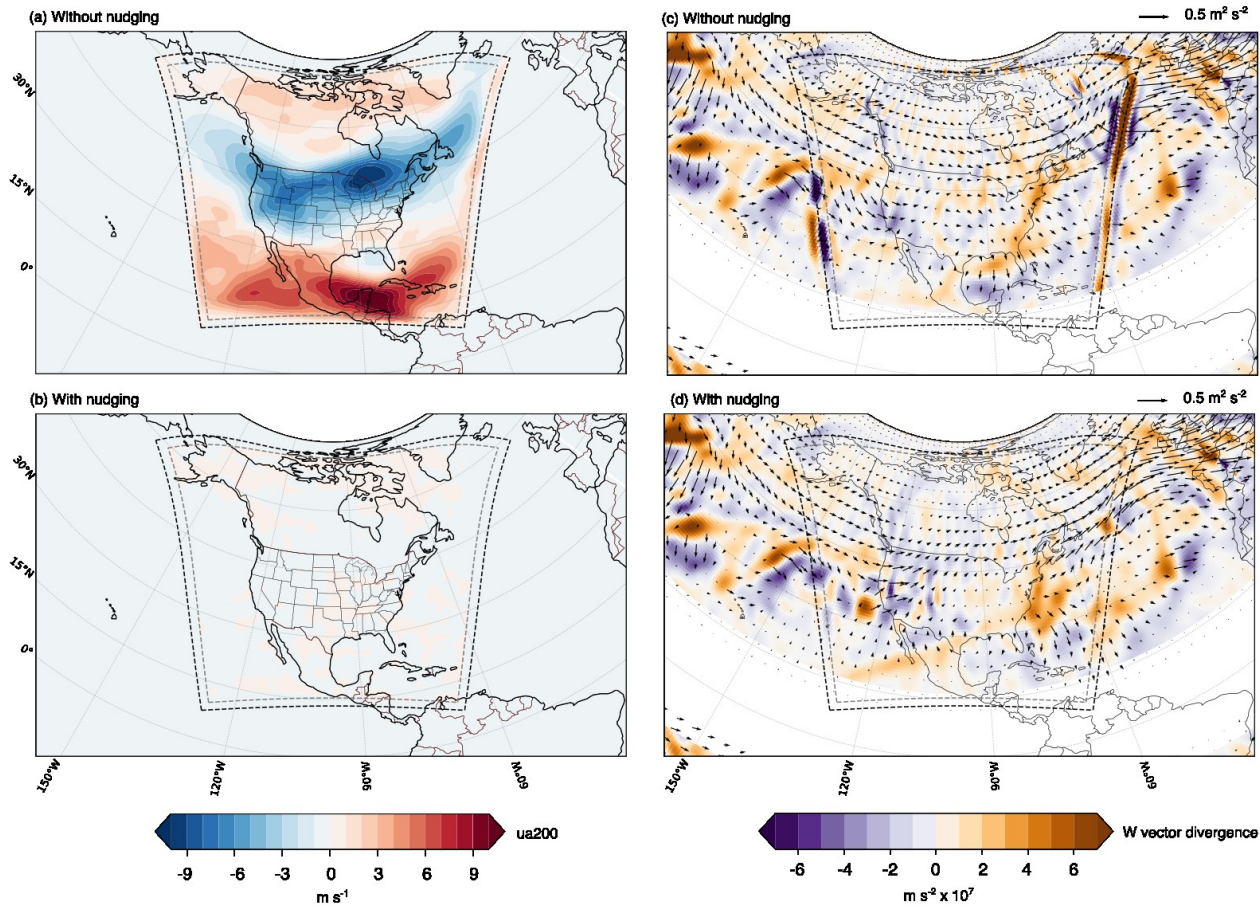 (a) Without nudging
30°N
15°N
0°
(b) With nudging
30°N
15°N
0°
150°W
120°W
90°W
60°W
-9 -6 -3 0 3 6 9
ua200
m s-1
(c) Without nudging
0.5 m2 s-2
(d) With nudging
0.5 m2 s-2
150°W
120°W
90°W
60°W
-6 -4 -2 0 2 4 6
W vector divergence
m s-2 x 107